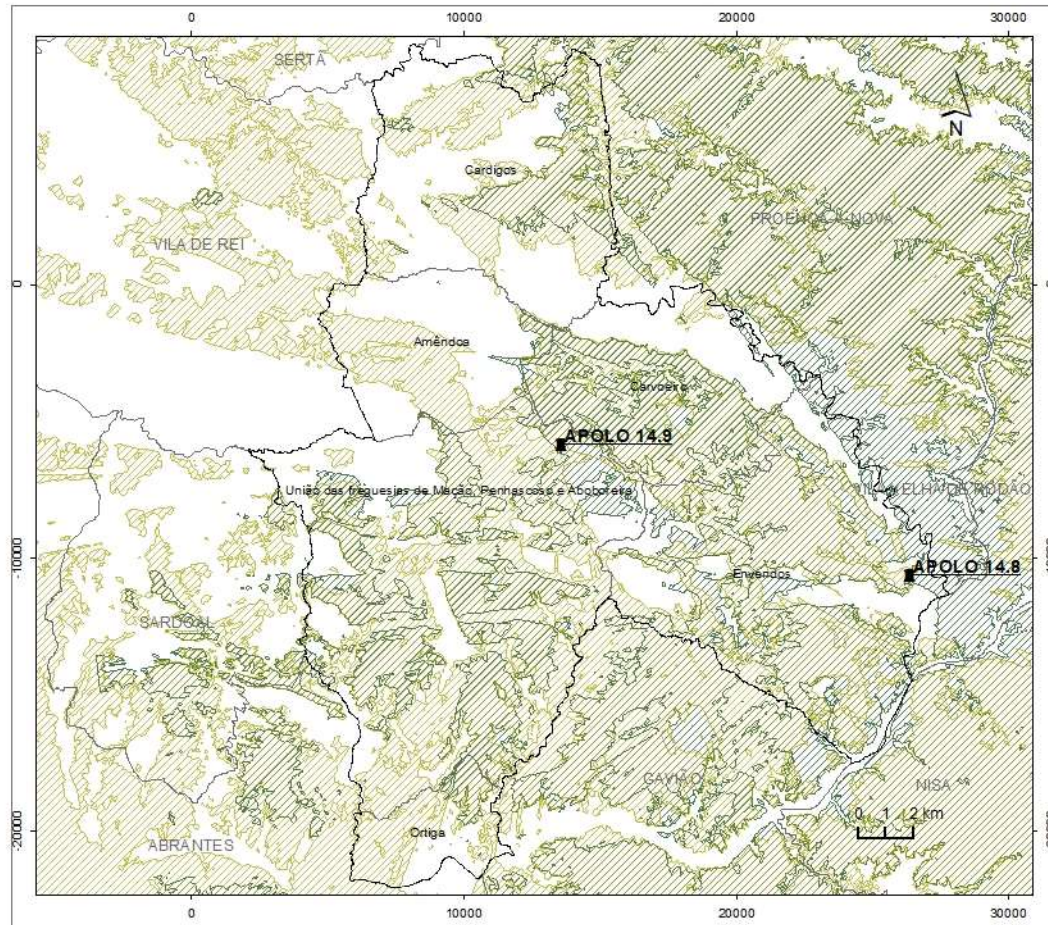 0 10000 20000 30000
SERTÃ
N
Cardigos
PROENÇA-A-NOVA
VILA DE REI
0
Amêndoa
Carvoeiro
APOLO 14.9
União das freguesias de Mação, Penhascoso e Aboboreira
VILA VELHA DE RÓDÃO
-10000
Envendos
APOLO 14.8
SARDOAL
GAVIÃO
NISA
0 1 2 km
-20000
Ortiga
ABRANTES
0 10000 20000 30000